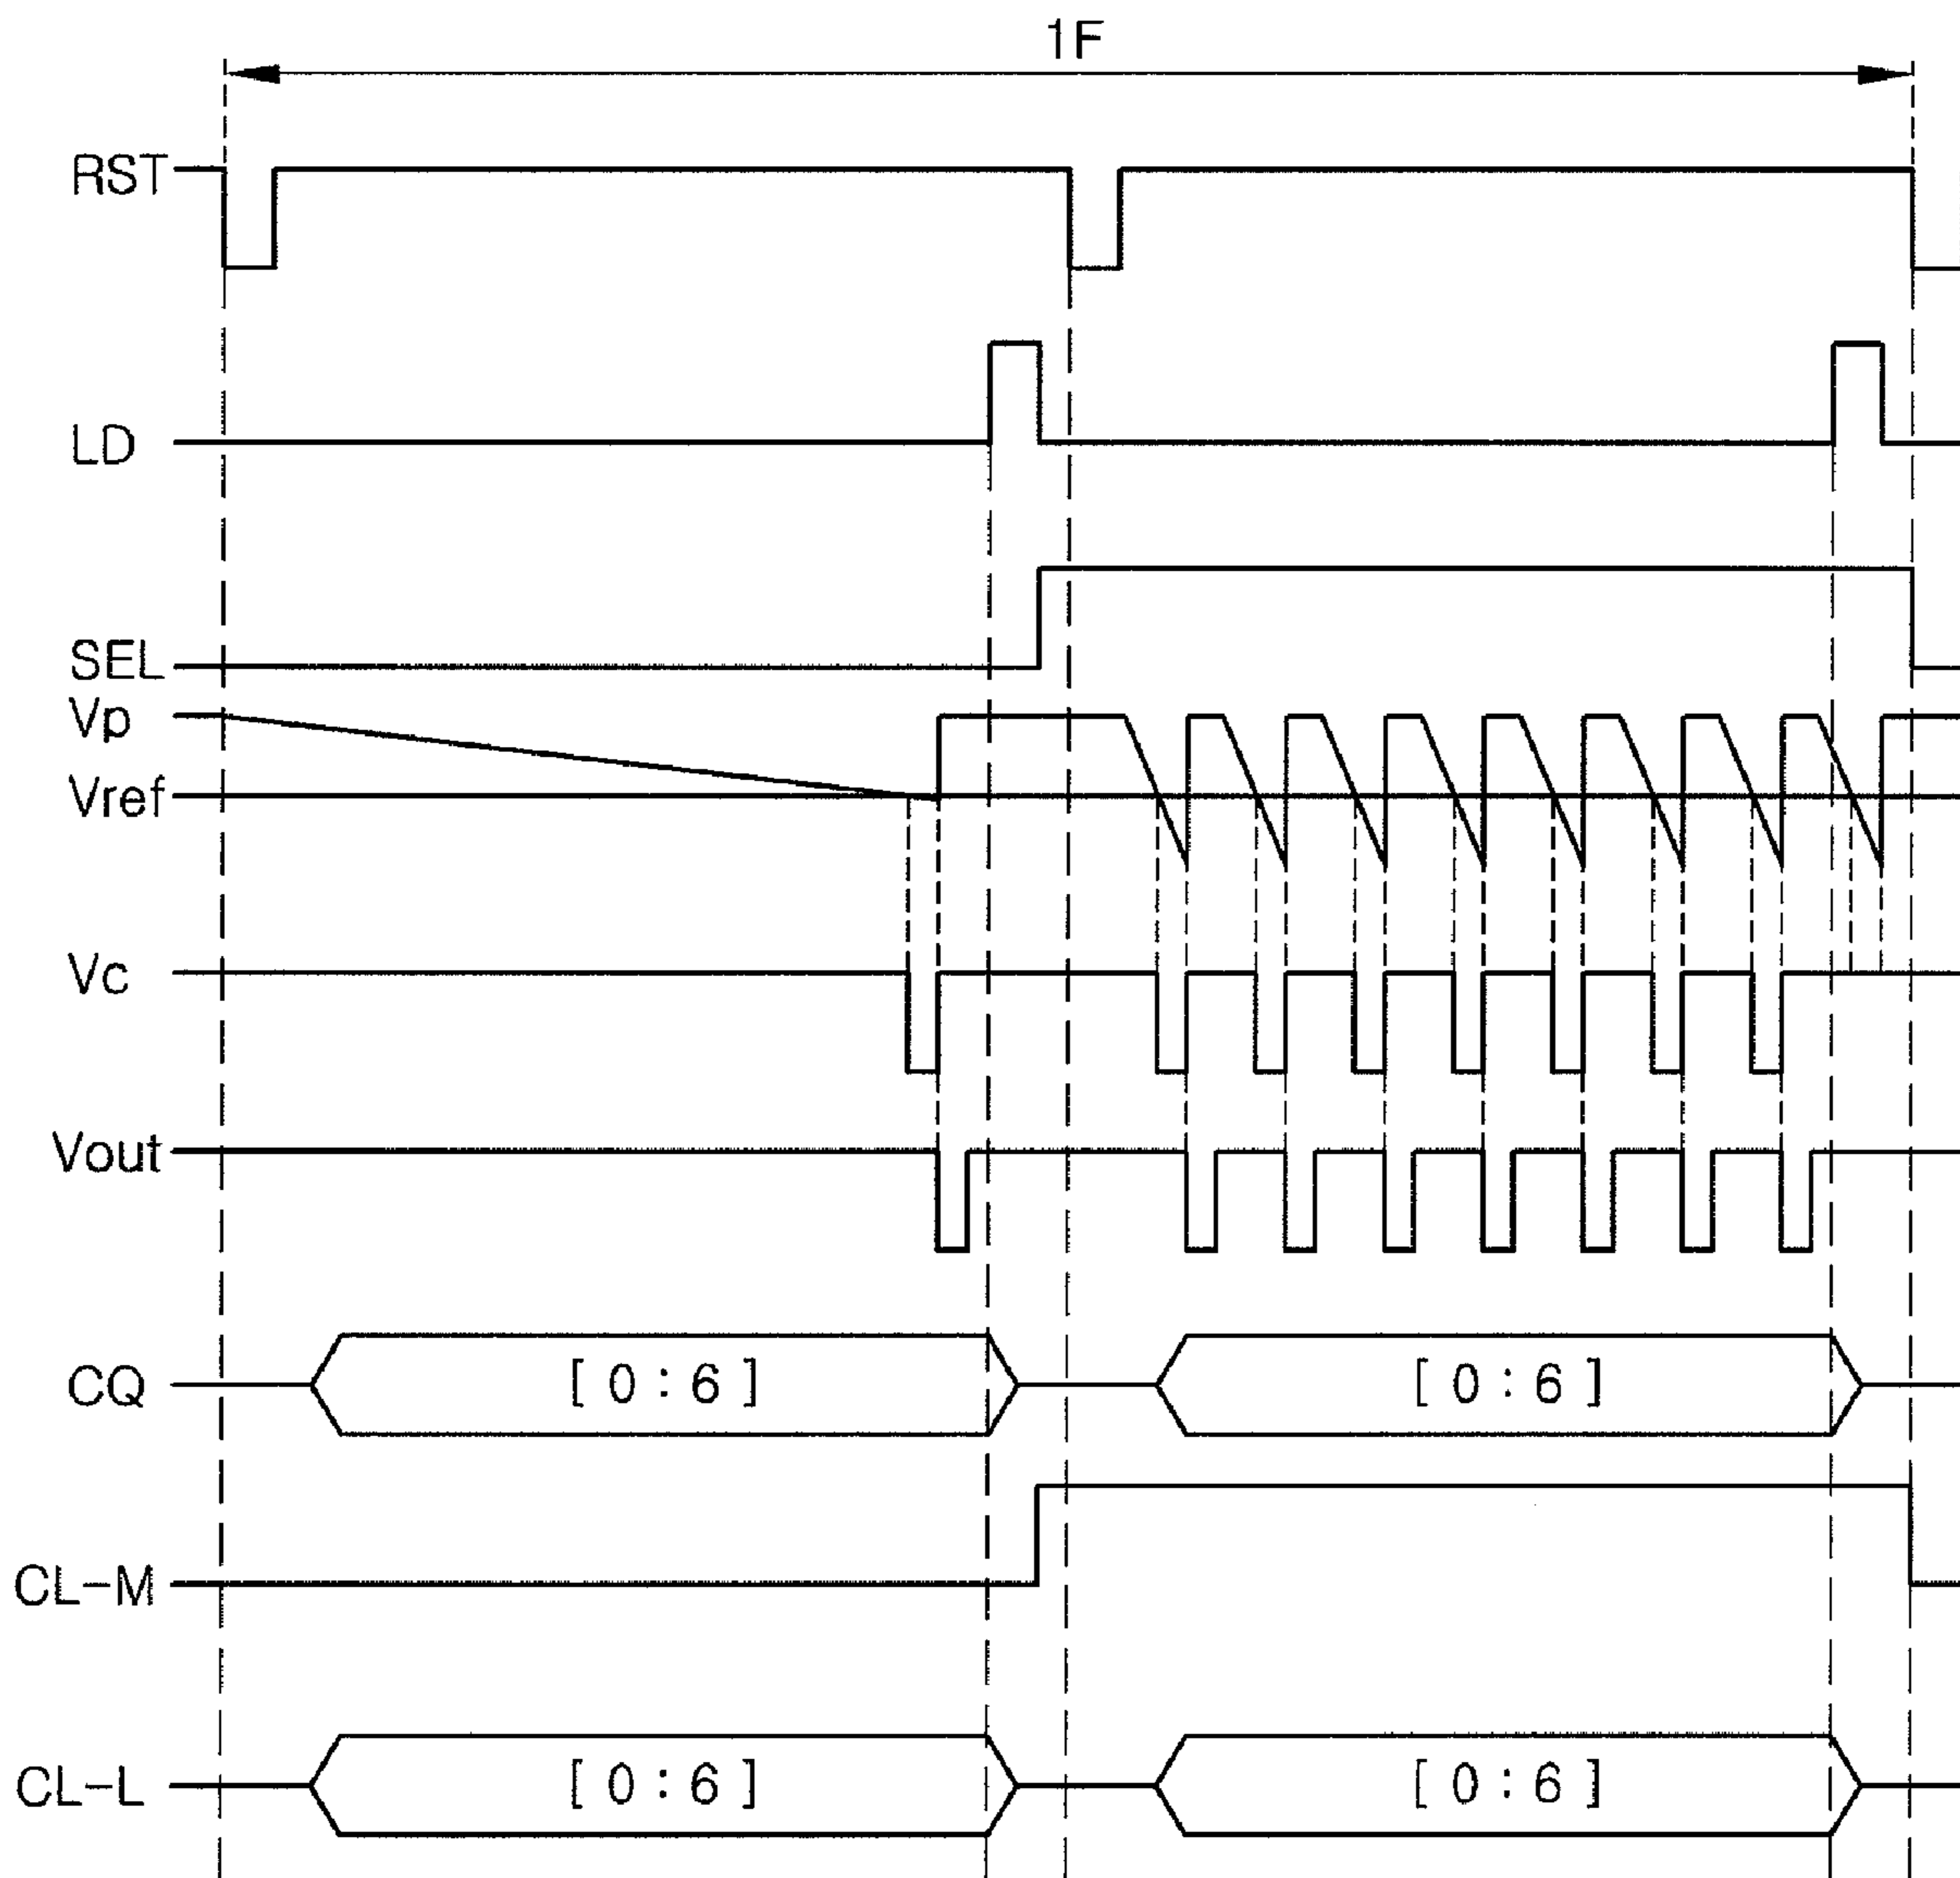 1F
RST
LD
SEL
Vp
Vref
Vc
Vout
CQ [ 0 : 6 ] [ 0 : 6 ]
CL-M
CL-L [ 0 : 6 ] [ 0 : 6 ]